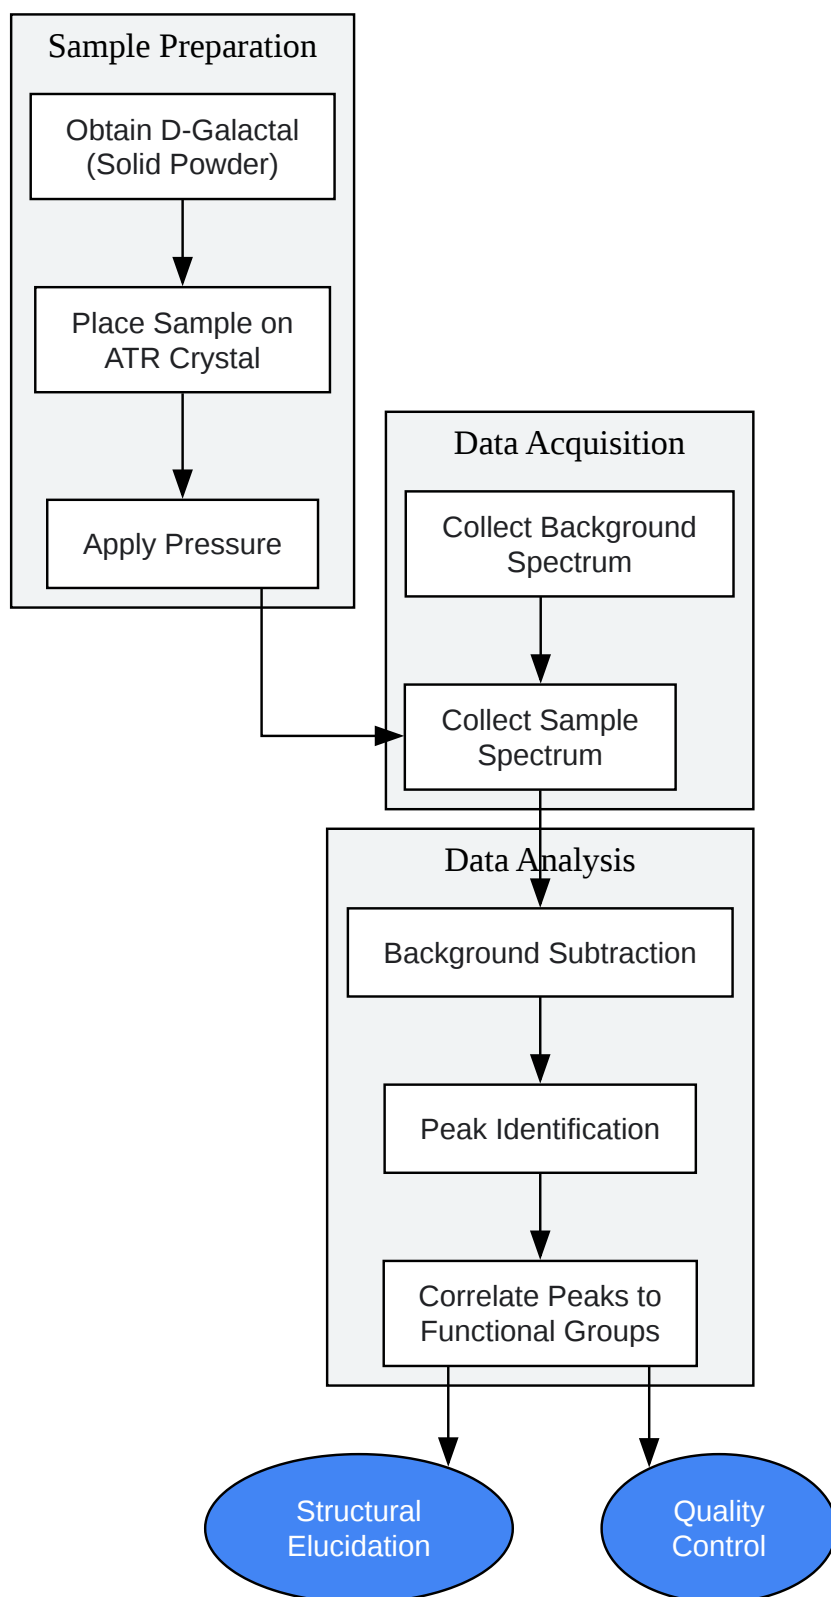 Sample Preparation
Obtain D-Galactal
(Solid Powder)
Place Sample on
ATR Crystal
Apply Pressure
Data Acquisition
Collect Background
Spectrum
Collect Sample
Spectrum
Data Analysis
Background Subtraction
Peak Identification
Correlate Peaks to
Functional Groups
Structural
Elucidation
Quality
Control